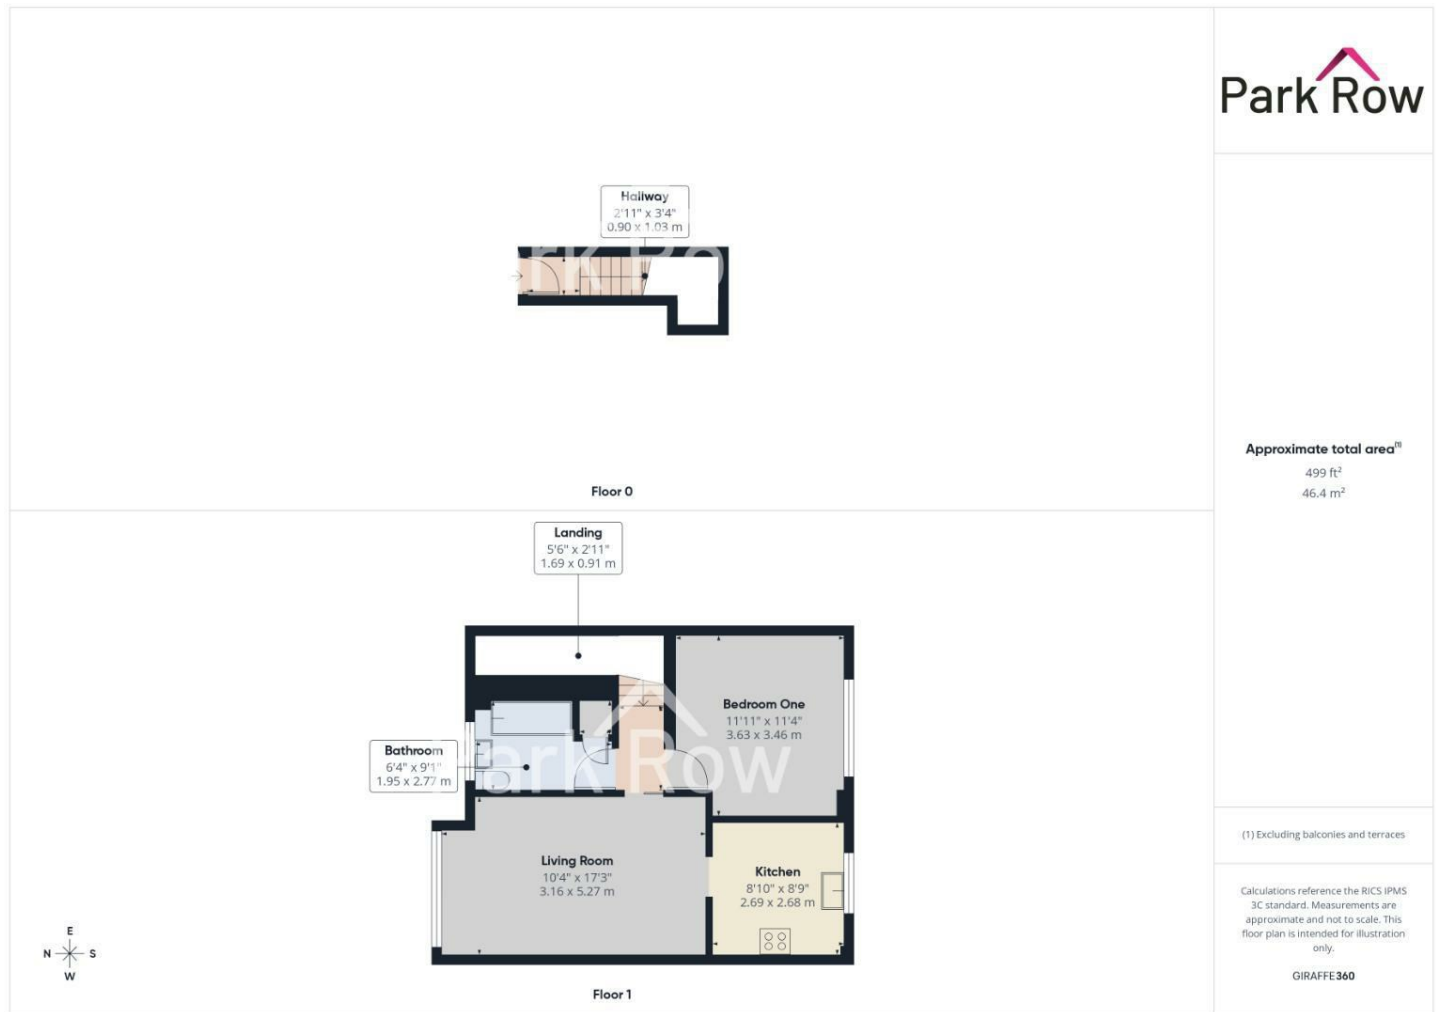 Park Row
Hallway
2'11" x 3'4"
0.90 x 1.03 m
Park Row
Floor 0
Approximate total area(1)
499 ft²
46.4 m²
Landing
5'6" x 2'11"
1.69 x 0.91 m
Bedroom One
11'11" x 11'4"
3.63 x 3.46 m
Bathroom
6'4" x 9'1"
1.95 x 2.77 m
Park Row
Living Room
10'4" x 17'3"
3.16 x 5.27 m
Kitchen
8'10" x 8'9"
2.69 x 2.68 m
(1) Excluding balconies and terraces
Calculations reference the RICS IPMS
3C standard. Measurements are
approximate and not to scale. This
floor plan is intended for illustration
only.
GIRAFFE360
E
N S
W
Floor 1